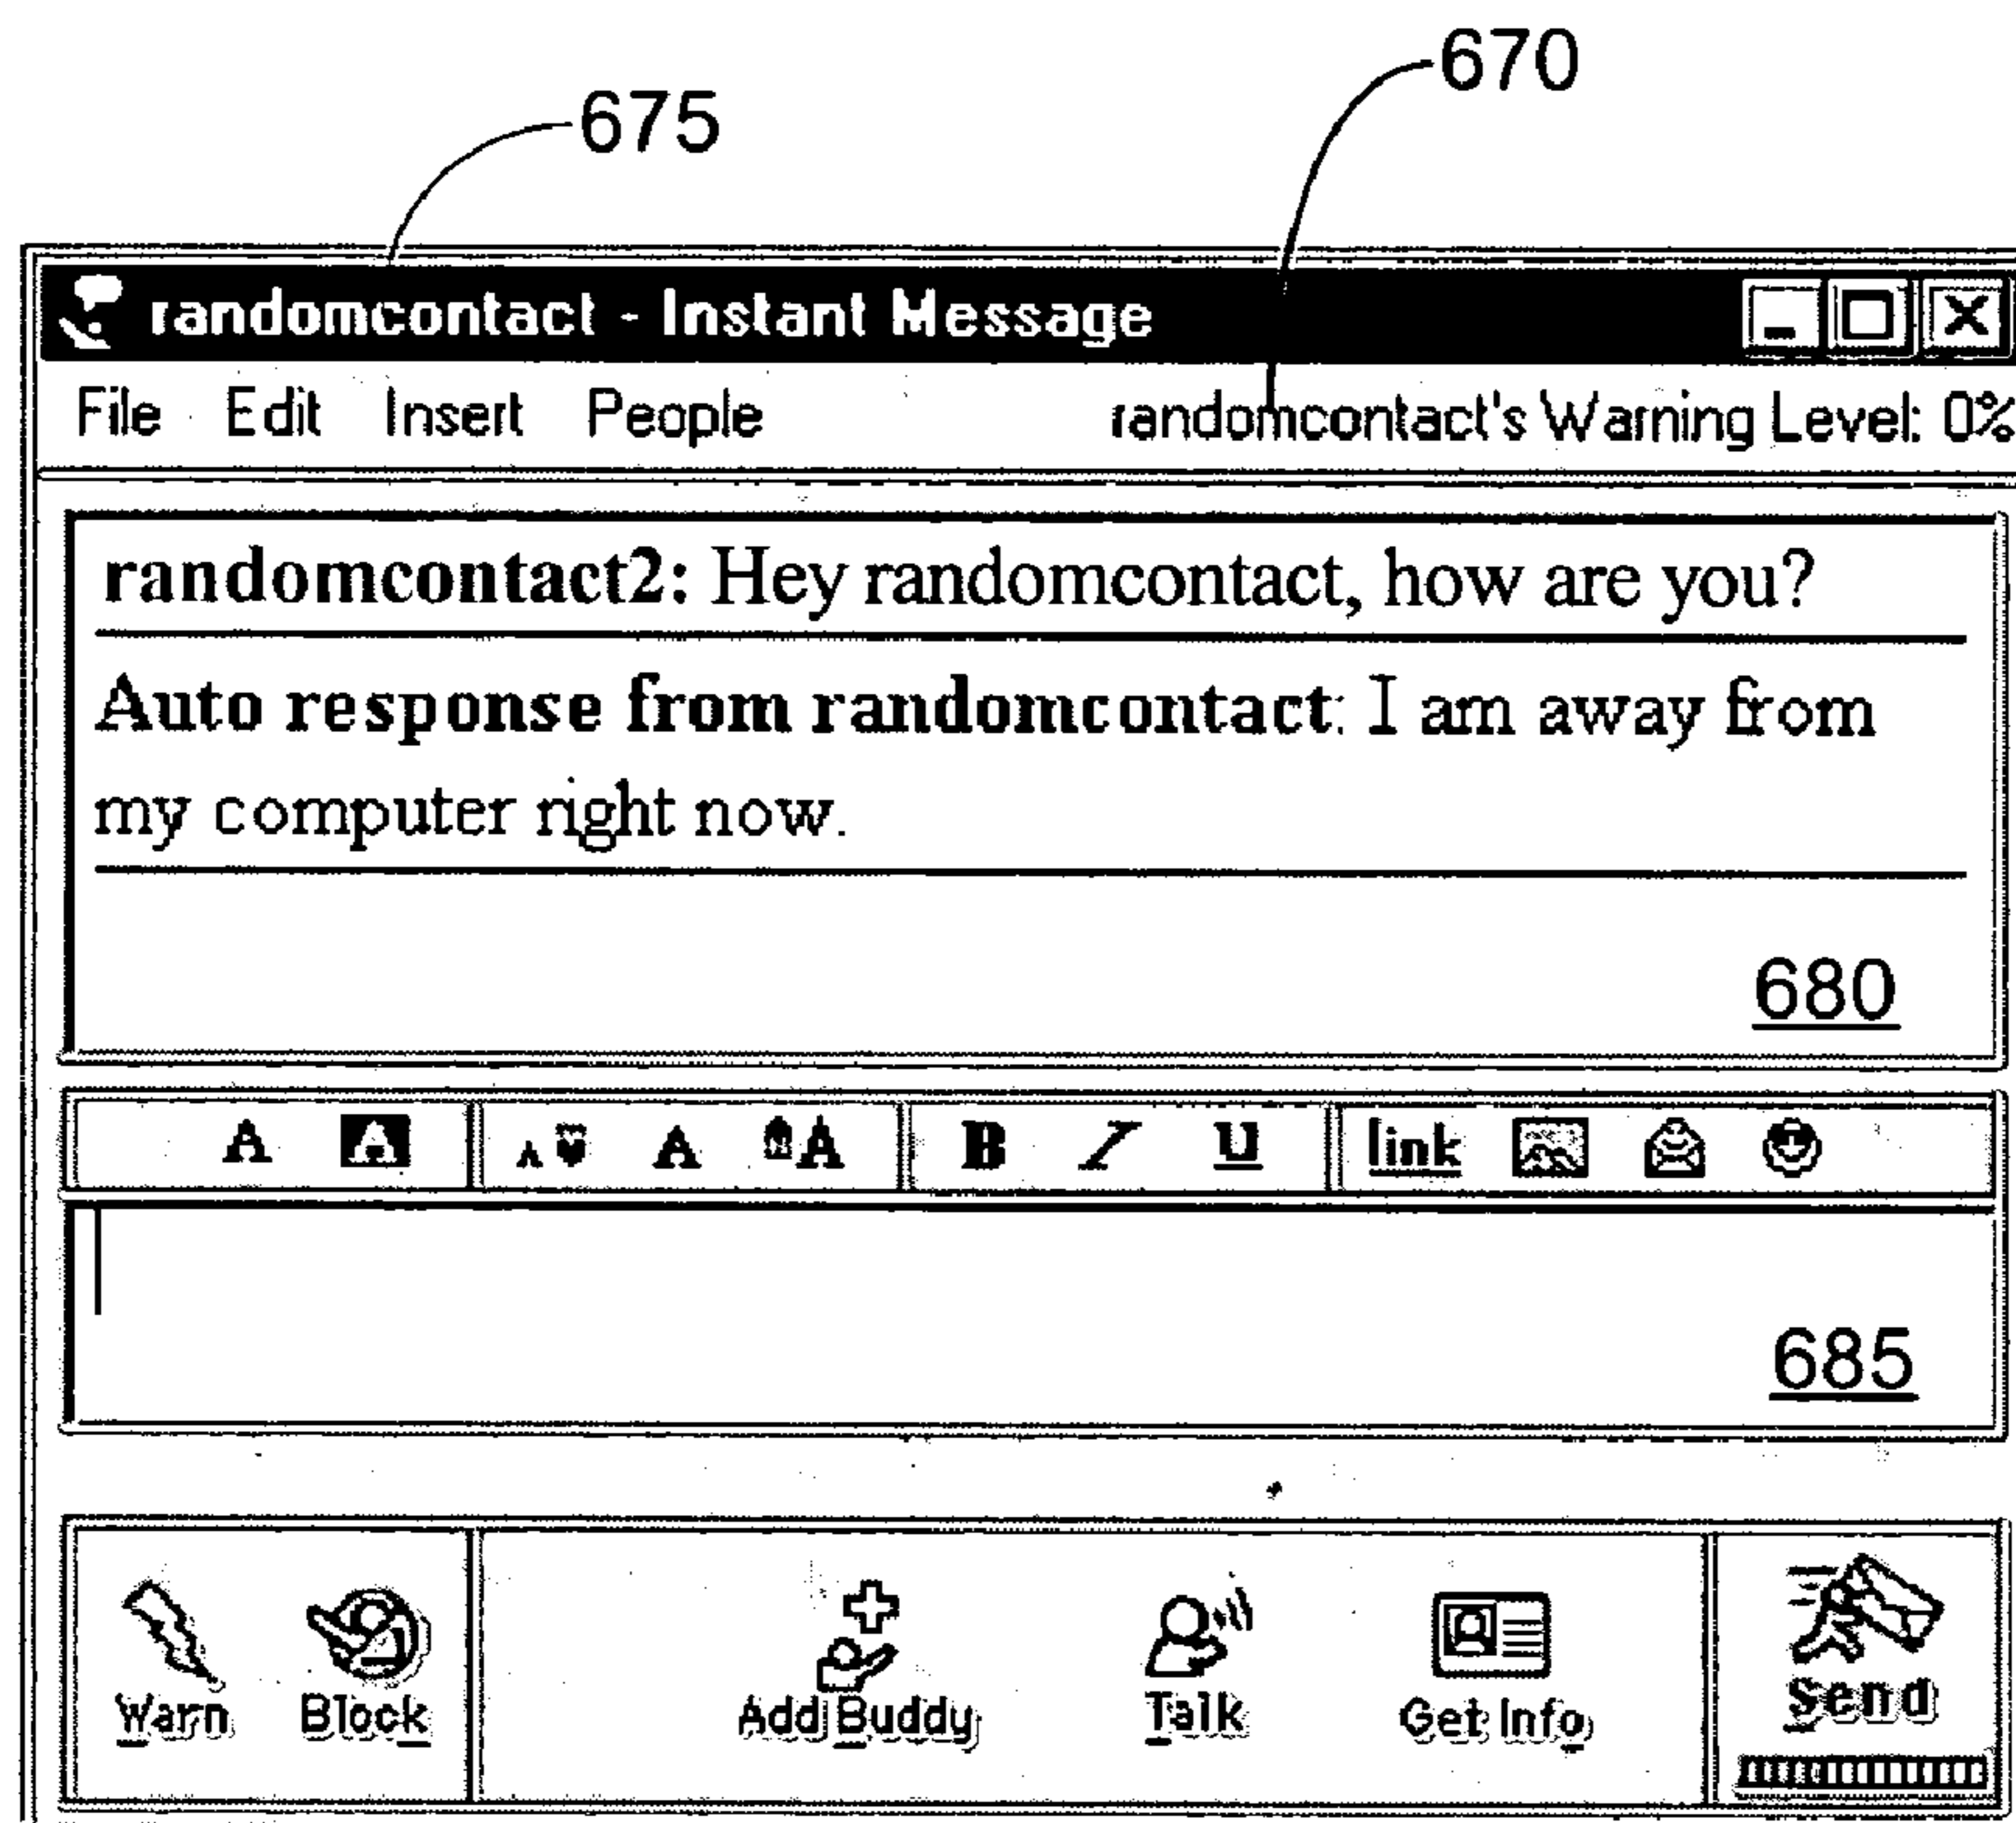 670
675
randomcontact - Instant Message
File Edit Insert People randomcontact's Warning Level: 0%
randomcontact2: Hey randomcontact, how are you?
Auto response from randomcontact: I am away from
my computer right now.
680
A A A A A B I U link
685
Warn Block Add Buddy Talk Get Info Send